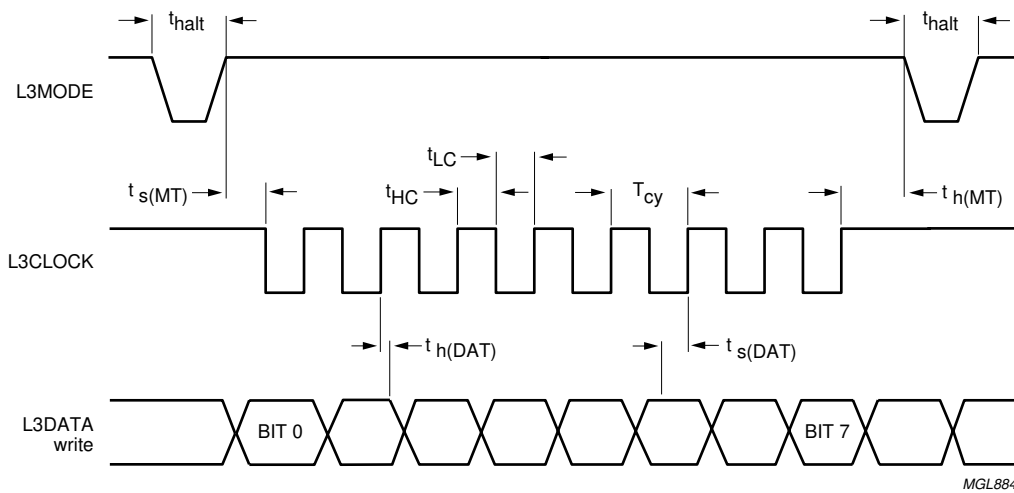 thalt
thalt
L3MODE
tLC
ts(MT)
tHC
Tcy
th(MT)
L3CLOCK
th(DAT)
ts(DAT)
L3DATA
write
BIT 0
BIT 7
MGL884